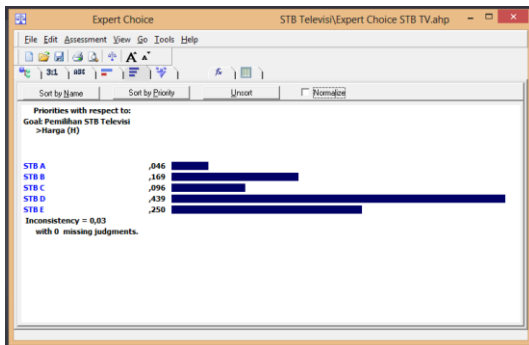 Expert Choice STB Televisi\Expert Choice STB TV.ahp
File Edit Assessment View Go Tools Help
3:1 ABC
Sort by Name Sort by Priority Unsort Normalize
Priorities with respect to:
Goal: Pemilihan STB Televisi
>Harga (H)
STB A ,046
STB B ,169
STB C ,096
STB D ,439
STB E ,250
Inconsistency = 0,03
with 0 missing judgments.